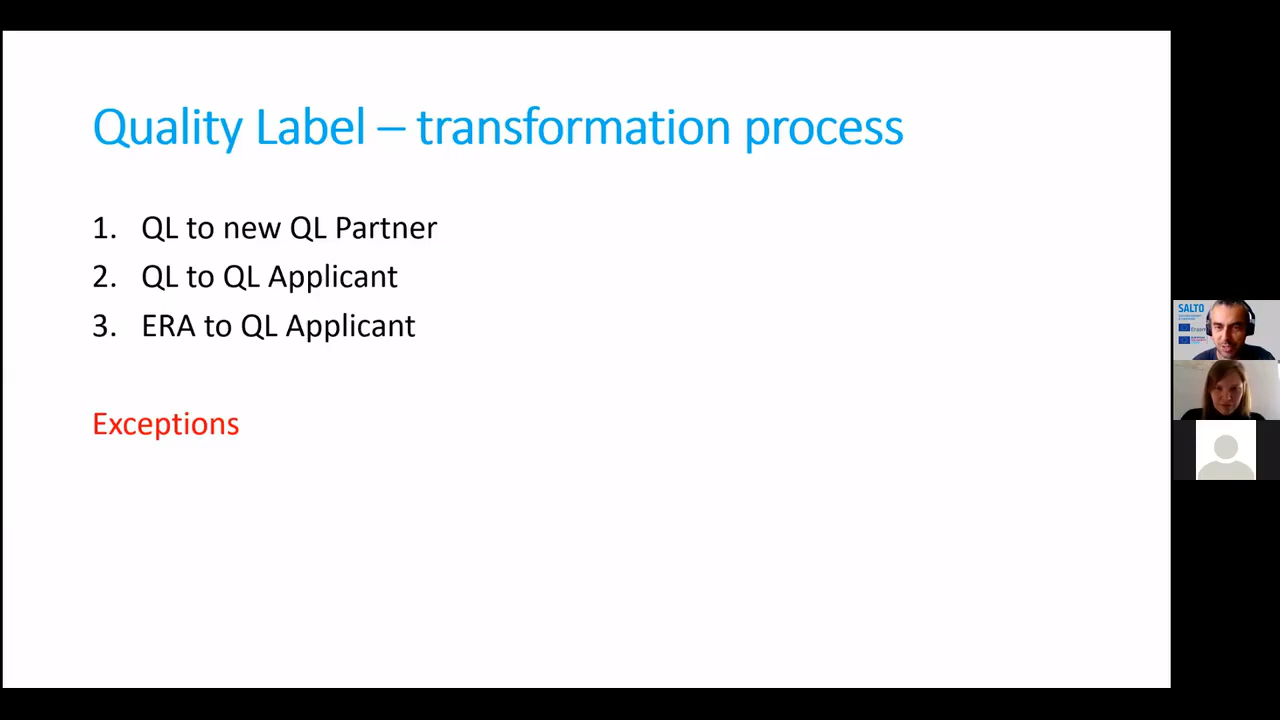 Quality Label – transformation process
1. QL to new QL Partner
2. QL to QL Applicant
3. ERA to QL Applicant
Exceptions
SALTO